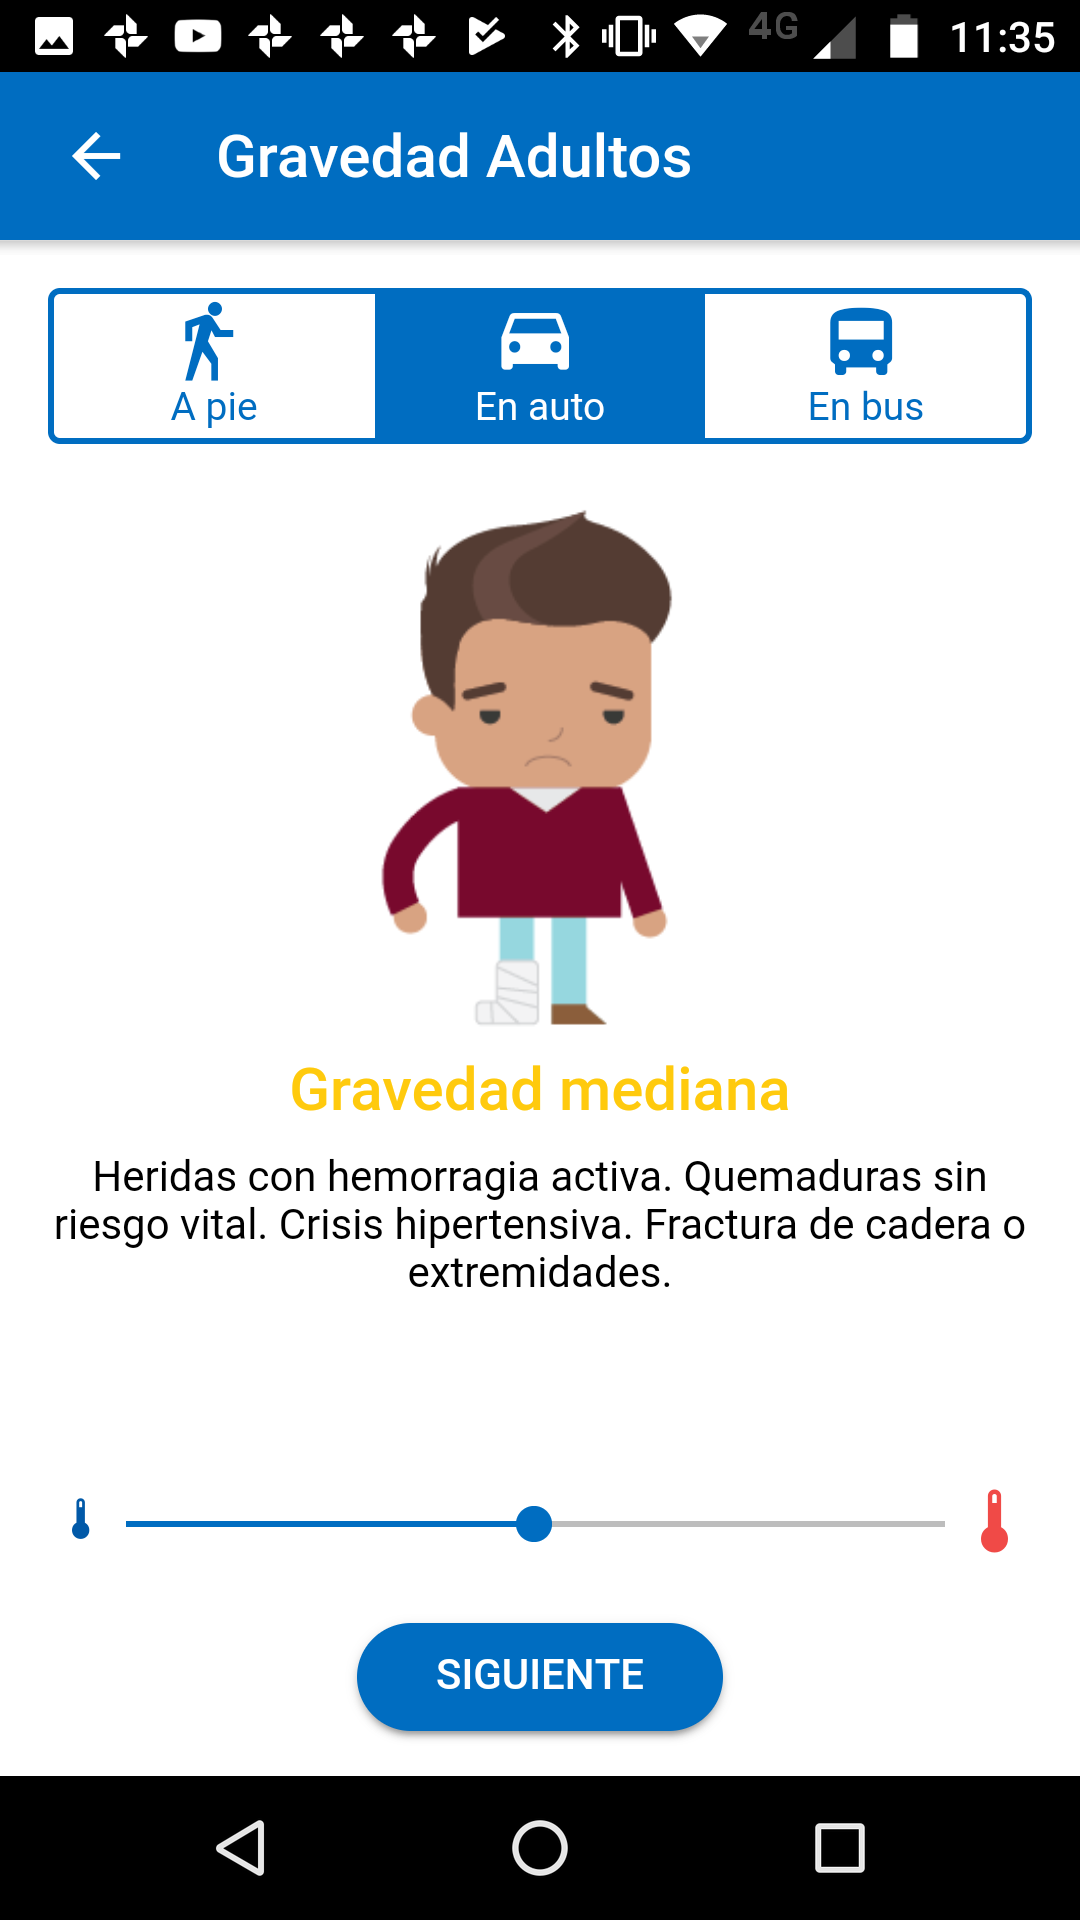 4G 11:35
Gravedad Adultos
A pie En auto En bus
Gravedad mediana
Heridas con hemorragia activa. Quemaduras sin
riesgo vital. Crisis hipertensiva. Fractura de cadera o
extremidades.
SIGUIENTE